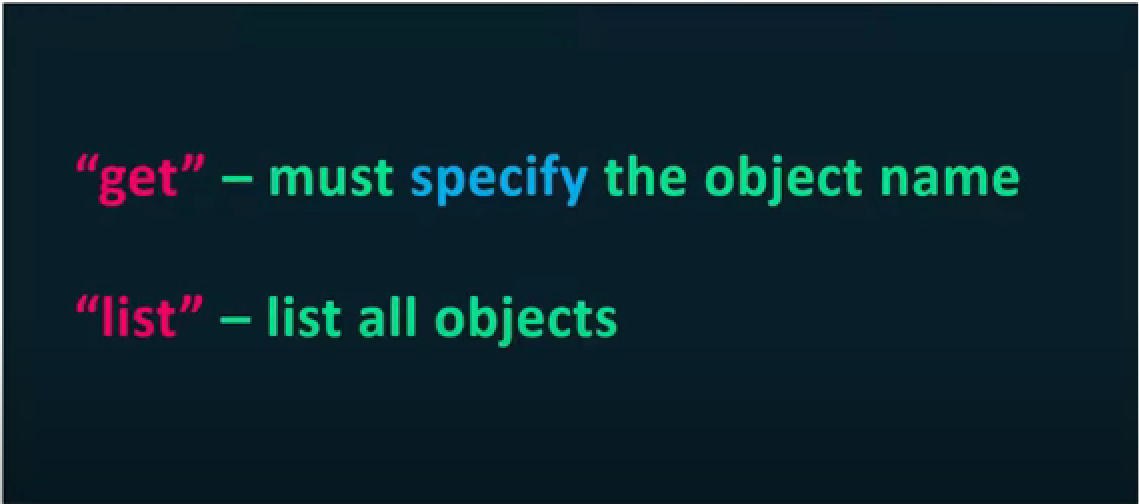 “get” – must specify the object name
“list” – list all objects